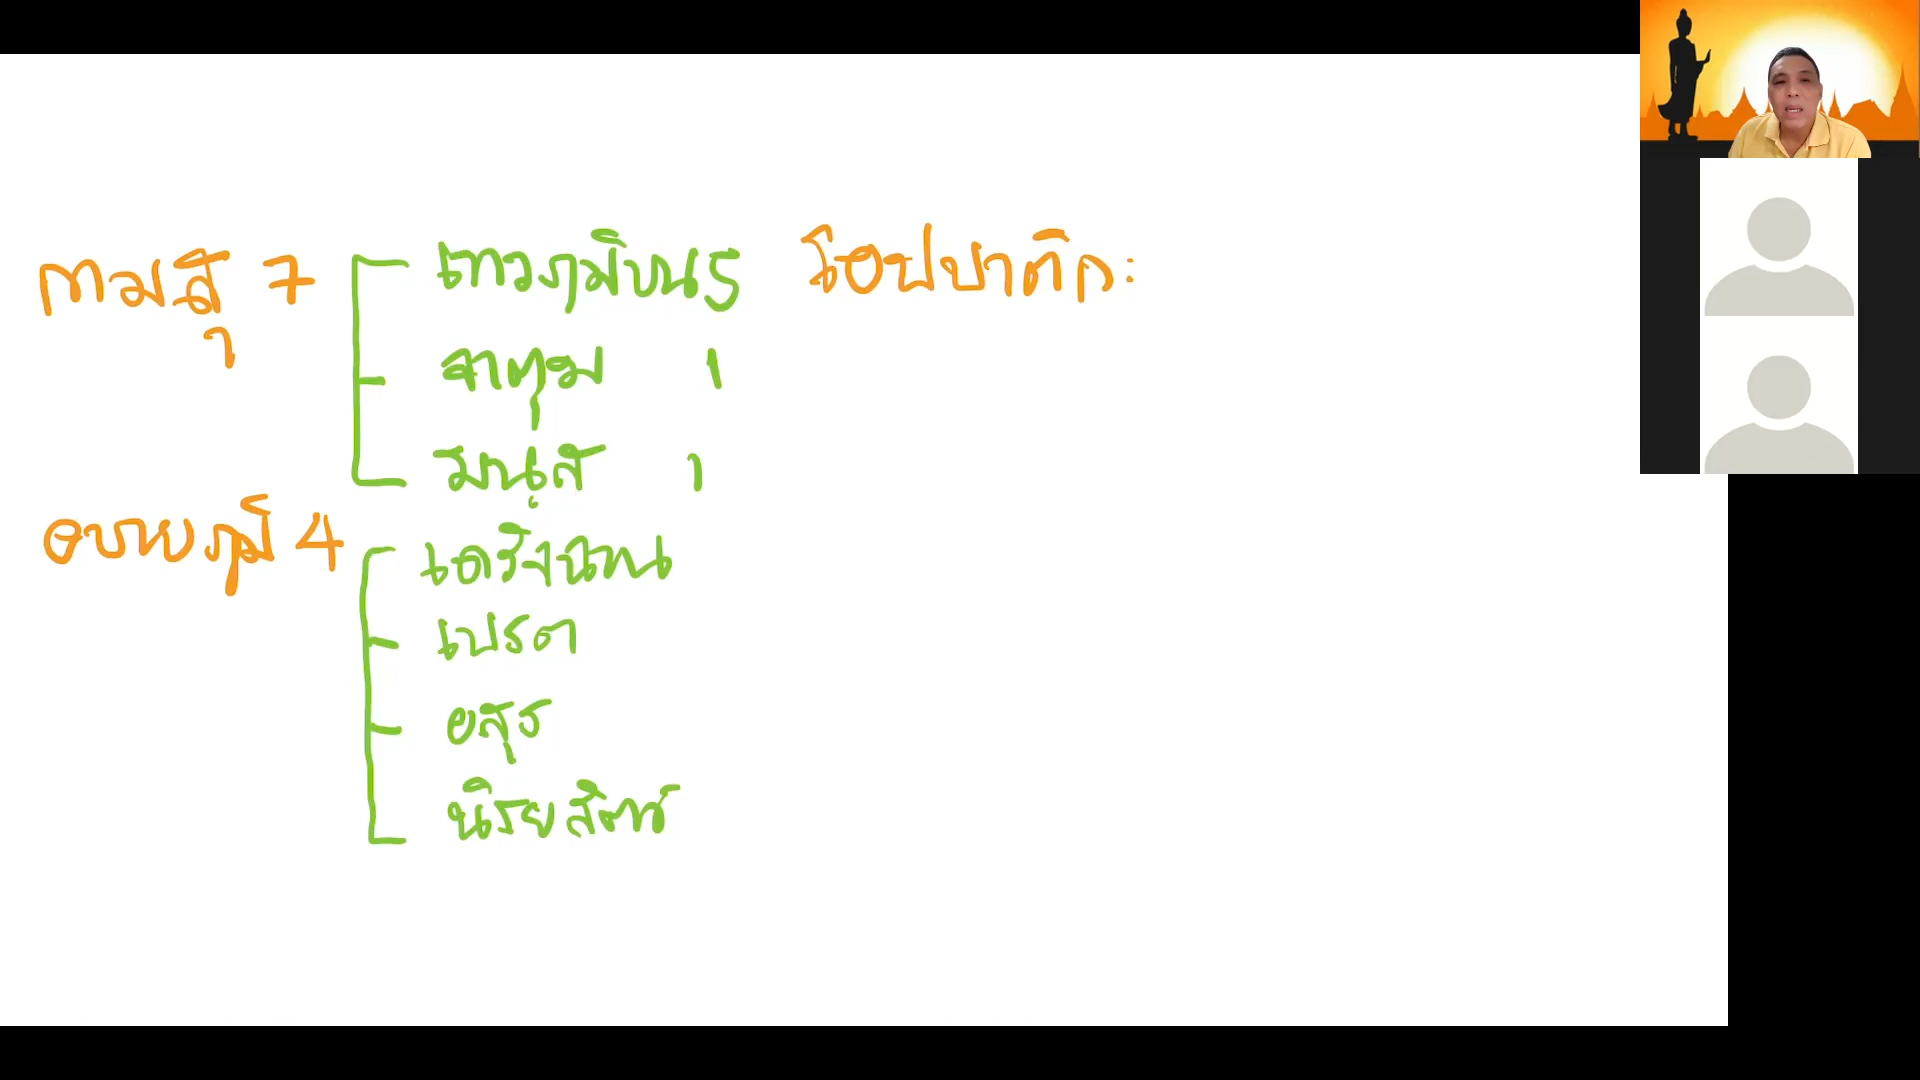 กามสุ 7 เทวภูมิบน 5 โอปปาติกะ
จาตุม 1
มนุส 1
อบายภูมิ 4 เดรัจฉาน
เปรต
อสุร
นิรยสัตว์